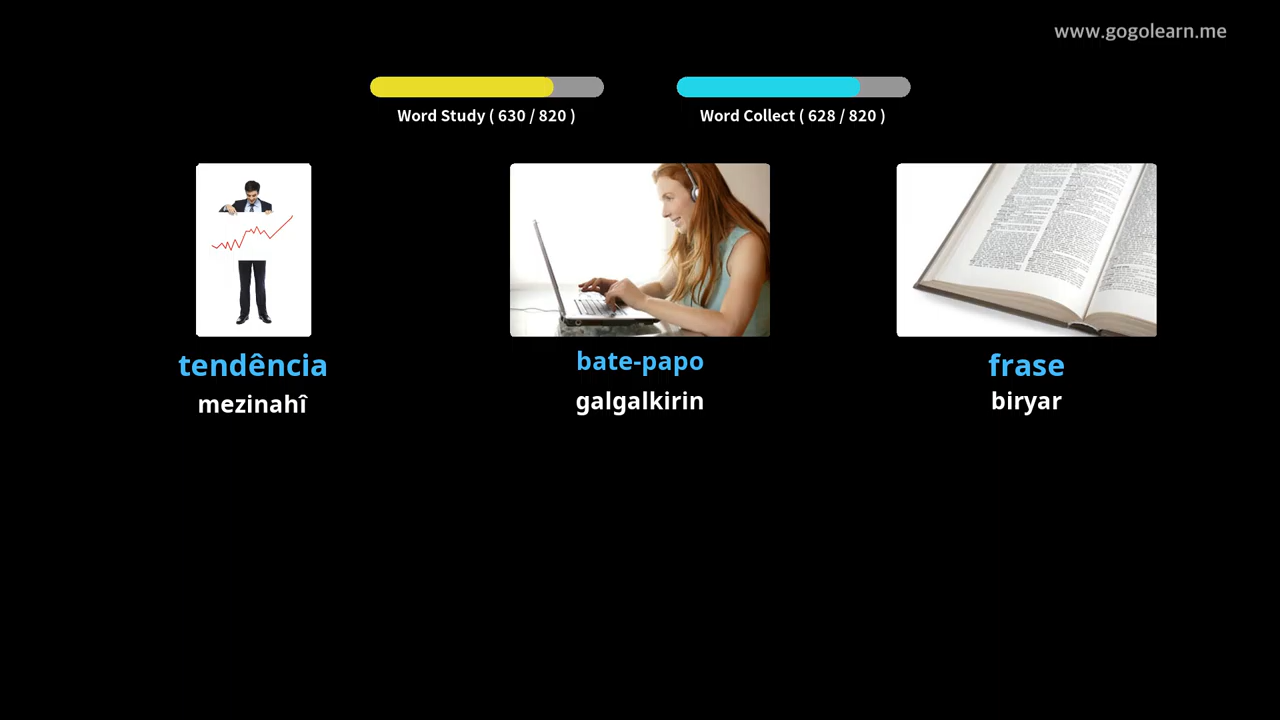 www.gogolearn.me
Word Study ( 630 / 820 )
Word Collect ( 628 / 820 )
tendência
mezinahî
bate-papo
galgalkirin
frase
biryar